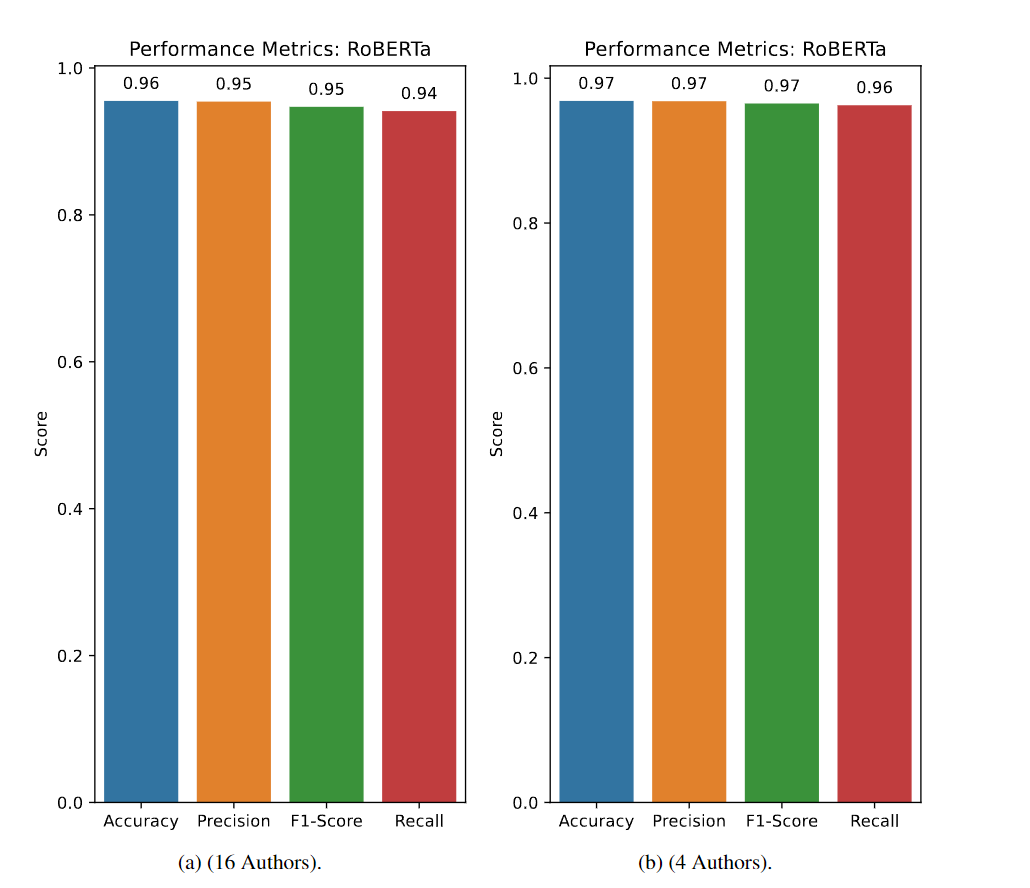 Performance Metrics: RoBERTa
1.0
0.8
0.6
0.4
0.2
0.0
Score
0.96
0.95
0.95
0.94
Accuracy Precision F1-Score Recall
(a) (16 Authors).
Performance Metrics: RoBERTa
1.0
0.8
0.6
0.4
0.2
0.0
Score
0.97
0.97
0.97
0.96
Accuracy Precision F1-Score Recall
(b) (4 Authors).